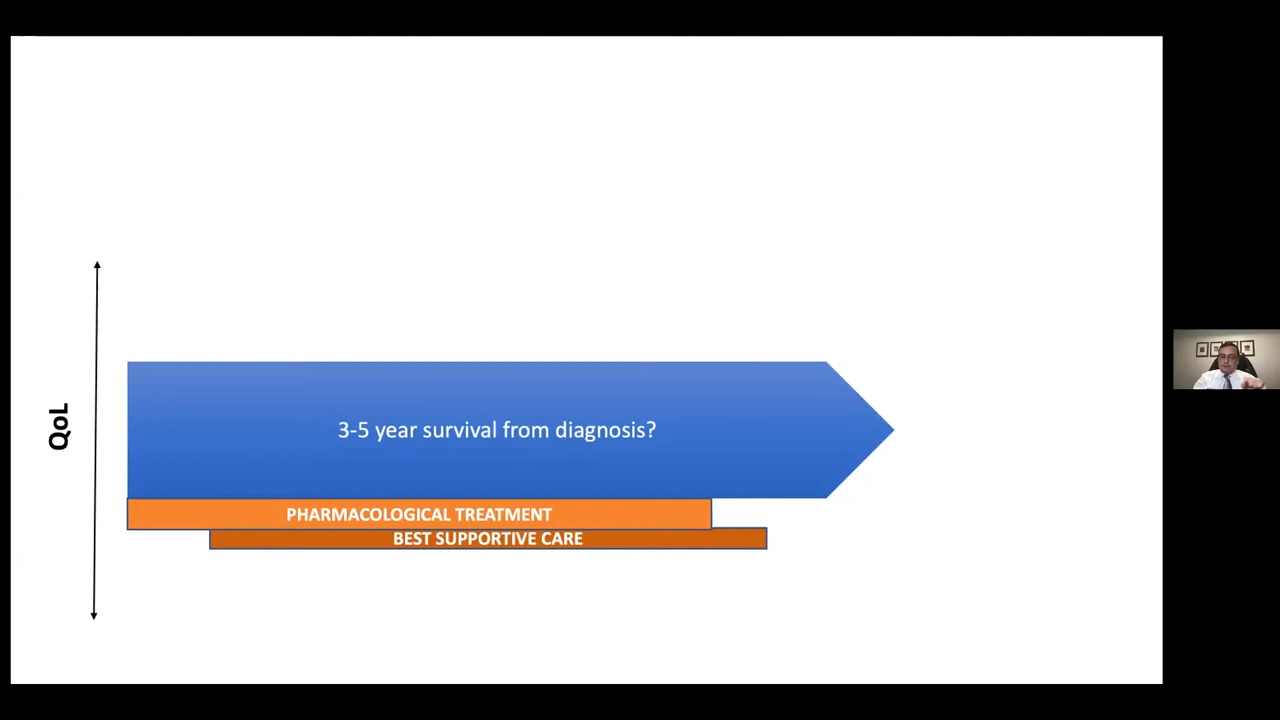 QoL
3-5 year survival from diagnosis?
PHARMACOLOGICAL TREATMENT
BEST SUPPORTIVE CARE